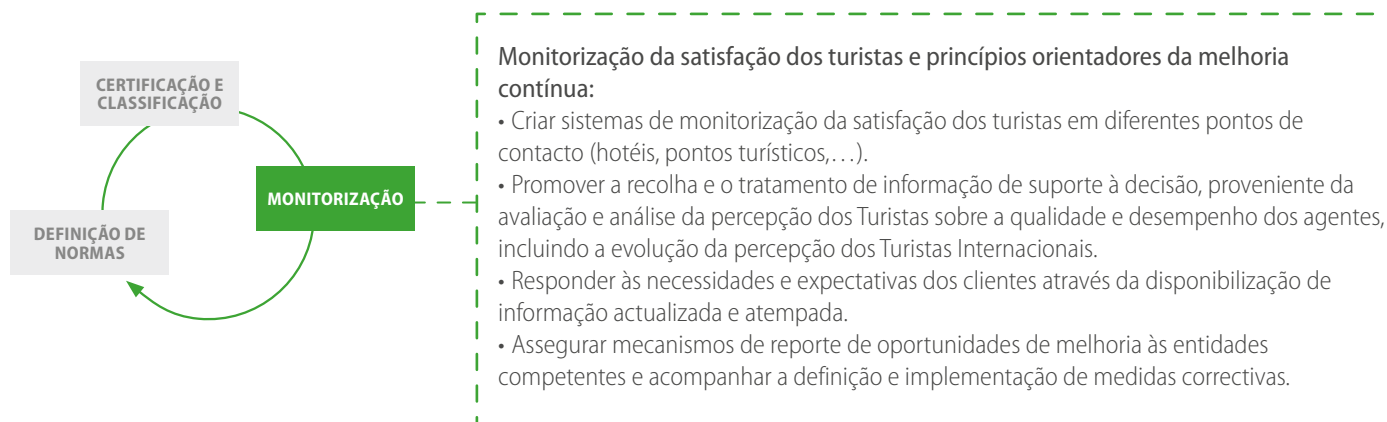 CERTIFICAÇÃO E
CLASSIFICAÇÃO
MONITORIZAÇÃO
DEFINIÇÃO DE
NORMAS
Monitorização da satisfação dos turistas e princípios orientadores da melhoria
contínua:
• Criar sistemas de monitorização da satisfação dos turistas em diferentes pontos de
contacto (hotéis, pontos turísticos,…).
• Promover a recolha e o tratamento de informação de suporte à decisão, proveniente da
avaliação e análise da percepção dos Turistas sobre a qualidade e desempenho dos agentes,
incluindo a evolução da percepção dos Turistas Internacionais.
• Responder às necessidades e expectativas dos clientes através da disponibilização de
informação actualizada e atempada.
• Assegurar mecanismos de reporte de oportunidades de melhoria às entidades
competentes e acompanhar a definição e implementação de medidas correctivas.